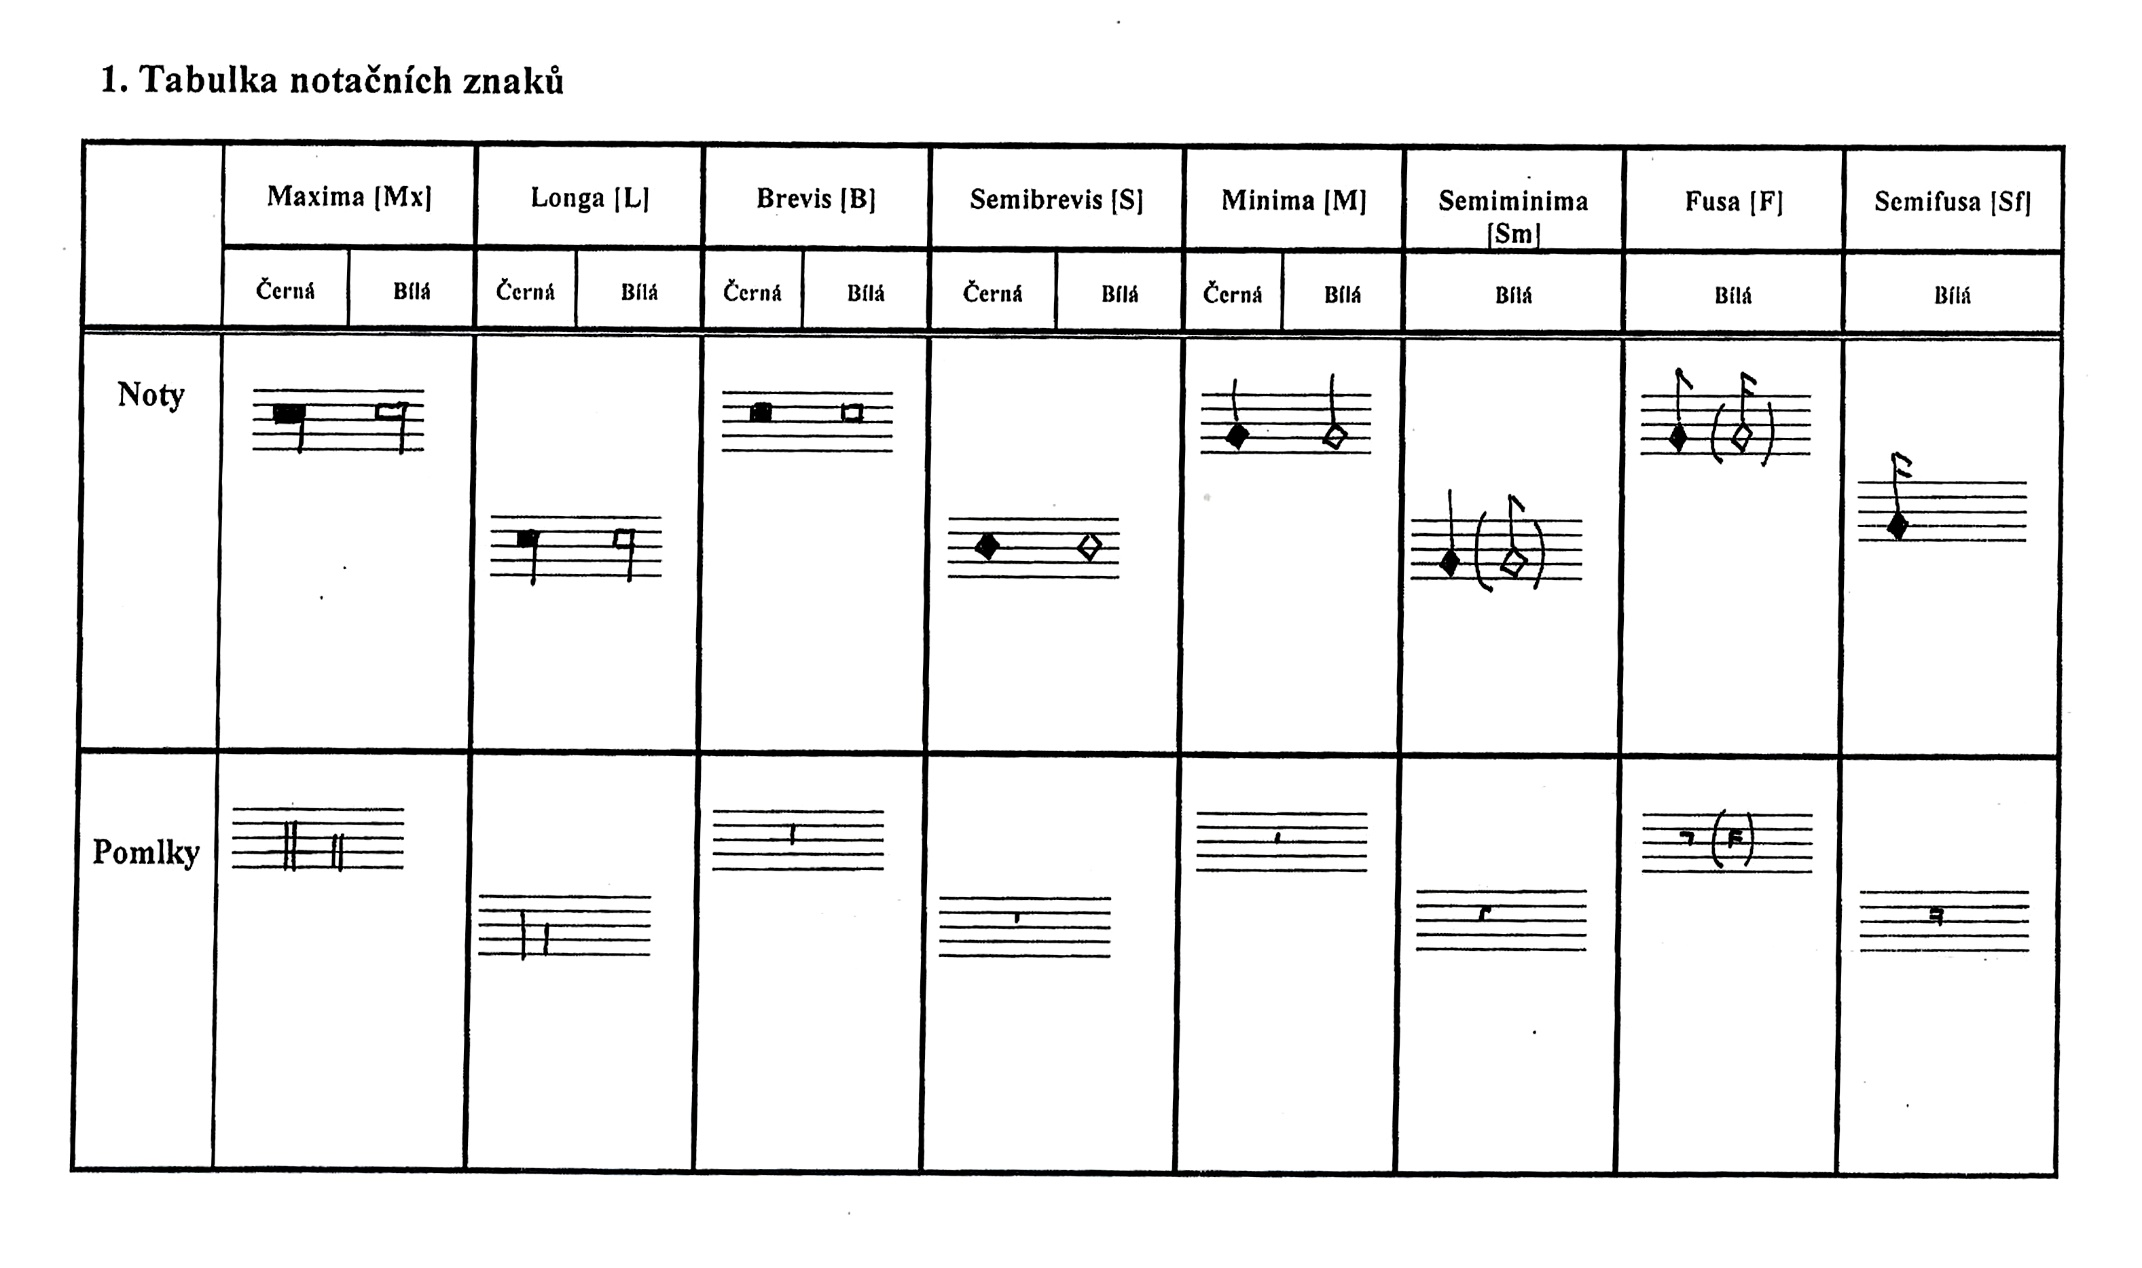 1. Tabulka notačních znaků
Maxima [Mx] Longa [L] Brevis [B] Semibrevis [S] Minima [M] Semiminima [Sm] Fusa [F] Semifusa [Sf]
Černá Bílá Černá Bílá Černá Bílá Černá Bílá Černá Bílá Bílá Bílá Bílá
Noty
Pomlky